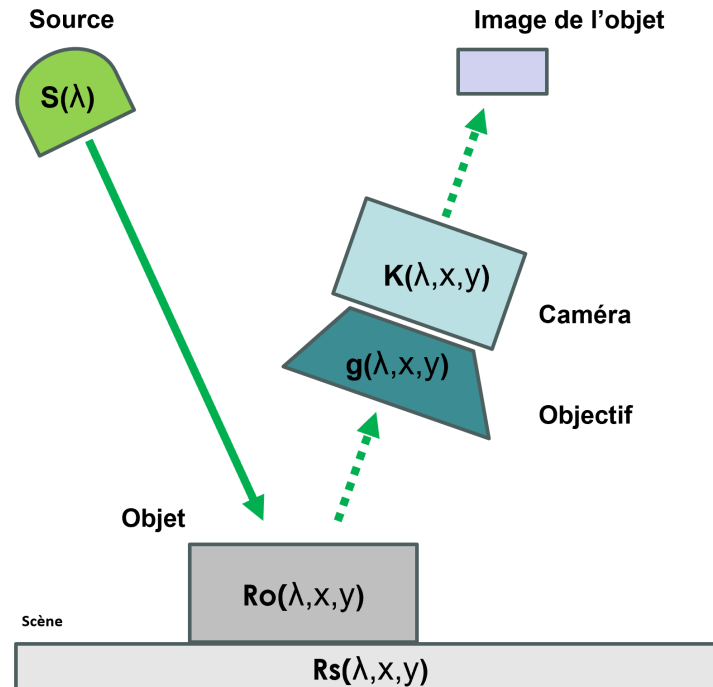 Source
Image de l'objet
S(λ)
K(λ,x,y)
Caméra
g(λ,x,y)
Objectif
Objet
Ro(λ,x,y)
Scène
Rs(λ,x,y)